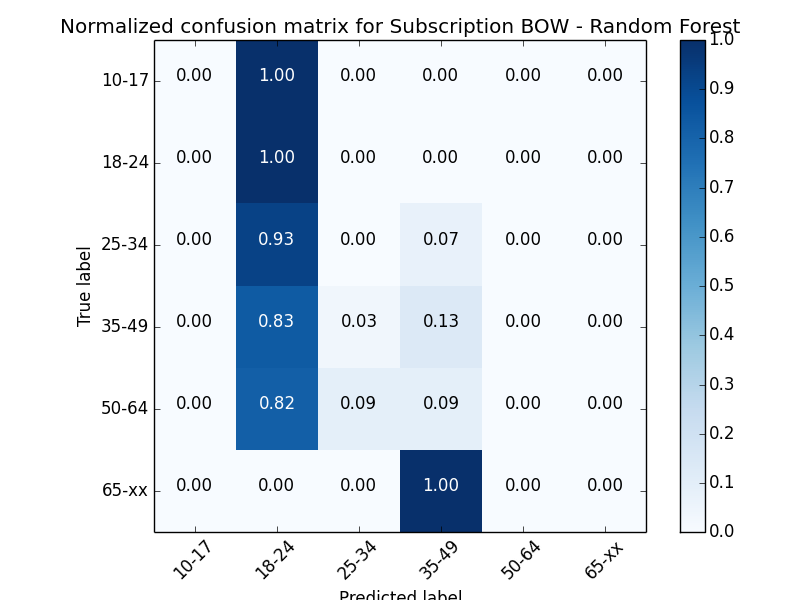 Normalized confusion matrix for Subscription BOW - Random Forest
10-17 0.00 1.00 0.00 0.00 0.00 0.00
18-24 0.00 1.00 0.00 0.00 0.00 0.00
25-34 0.00 0.93 0.00 0.07 0.00 0.00
35-49 0.00 0.83 0.03 0.13 0.00 0.00
50-64 0.00 0.82 0.09 0.09 0.00 0.00
65-xx 0.00 0.00 0.00 1.00 0.00 0.00
True label
10-17 18-24 25-34 35-49 50-64 65-xx
Predicted label
1.0
0.9
0.8
0.7
0.6
0.5
0.4
0.3
0.2
0.1
0.0